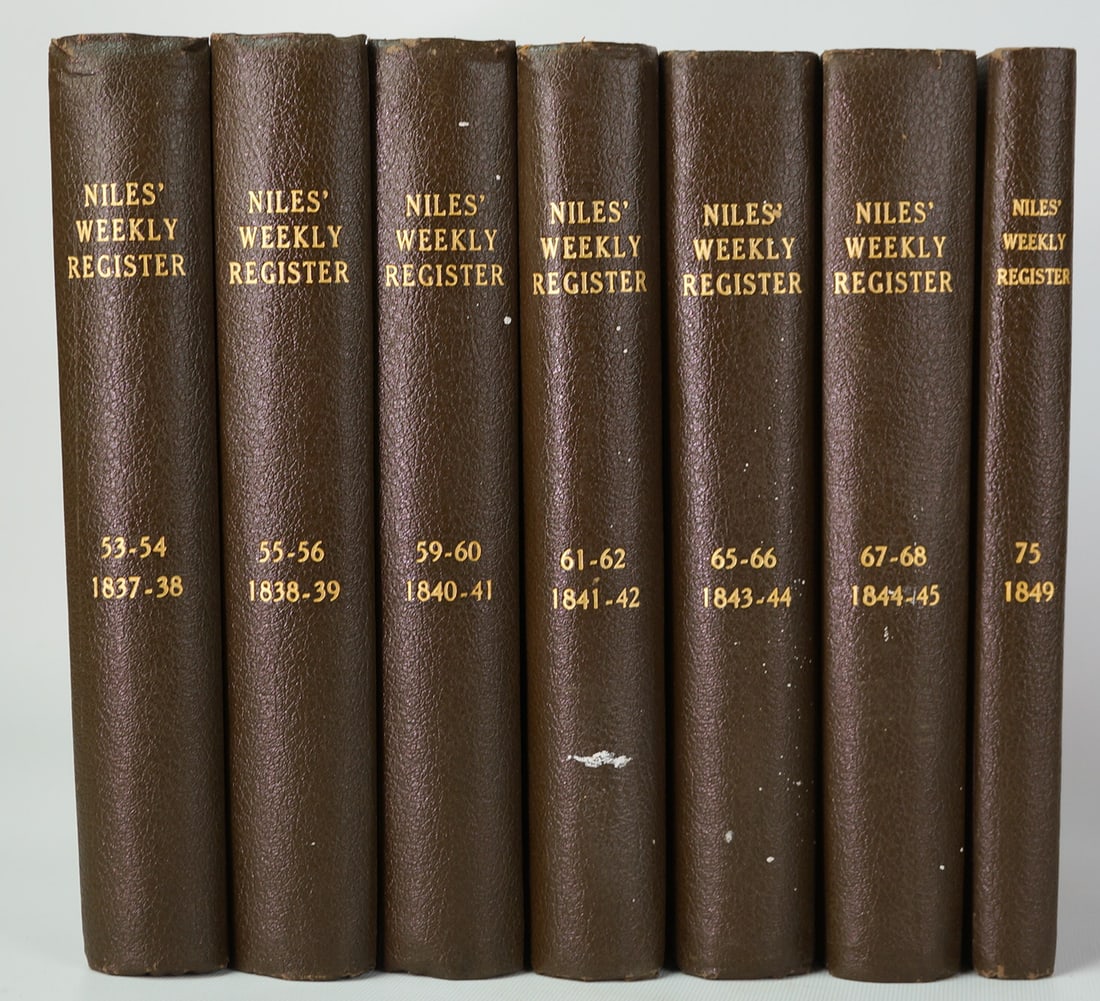 NILES'
WEEKLY
REGISTER
53-54
1837-38
NILES'
WEEKLY
REGISTER
55-56
1838-39
NILES'
WEEKLY
REGISTER
59-60
1840-41
NILES'
WEEKLY
REGISTER
61-62
1841-42
NILES'
WEEKLY
REGISTER
65-66
1843-44
NILES'
WEEKLY
REGISTER
67-68
1844-45
NILES'
WEEKLY
REGISTER
75
1849